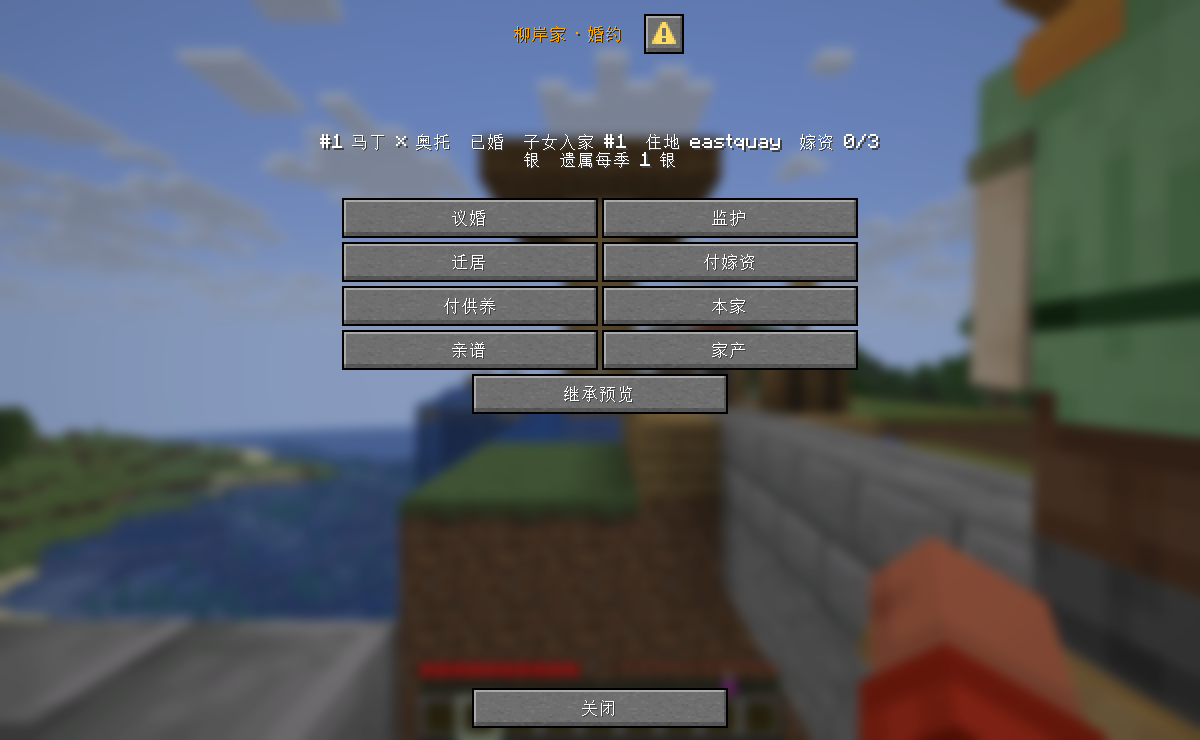 柳岸家 · 婚约
#1 马丁 × 奥托 已婚 子女入家 #1 住地 eastquay 嫁资 0/3
银 遗属每季 1 银
议婚
监护
迁居
付嫁资
付供养
本家
亲谱
家产
继承预览
关闭